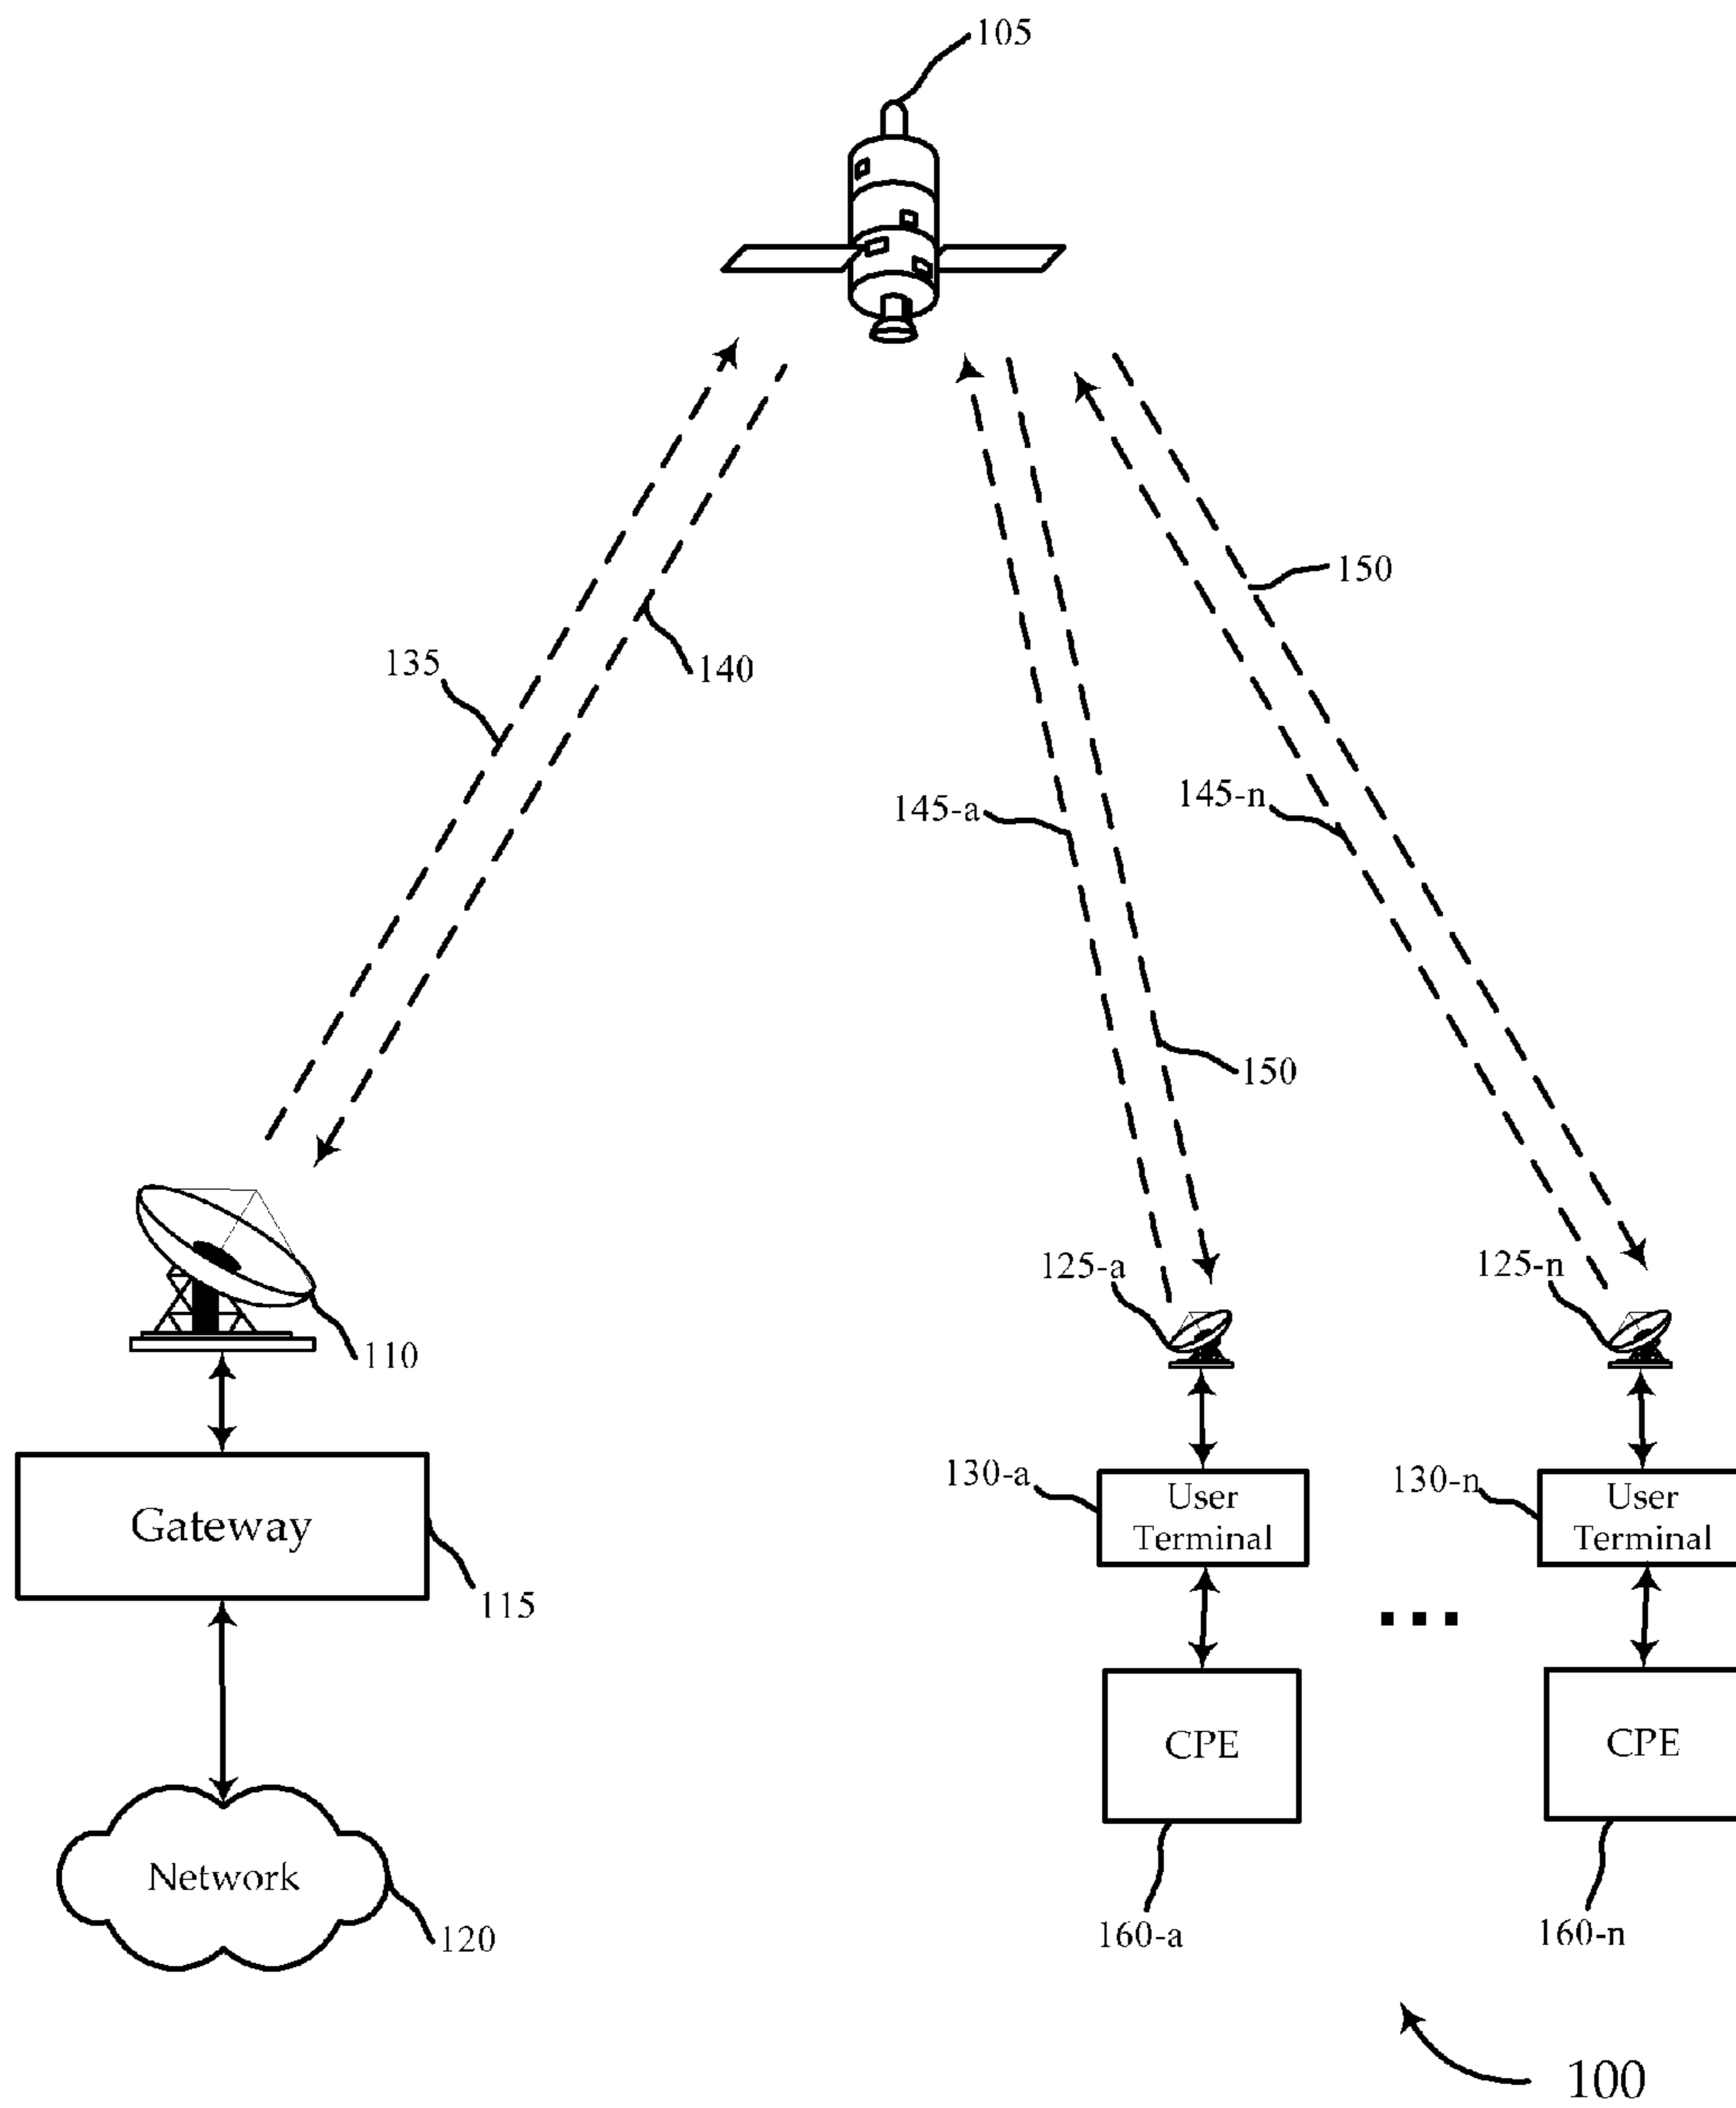 105
150
135
140
145-n
145-a
150
125-a
125-n
110
130-a
User
Terminal
130-n
User
Terminal
Gateway
115
CPE
CPE
Network
120
160-a
160-n
100